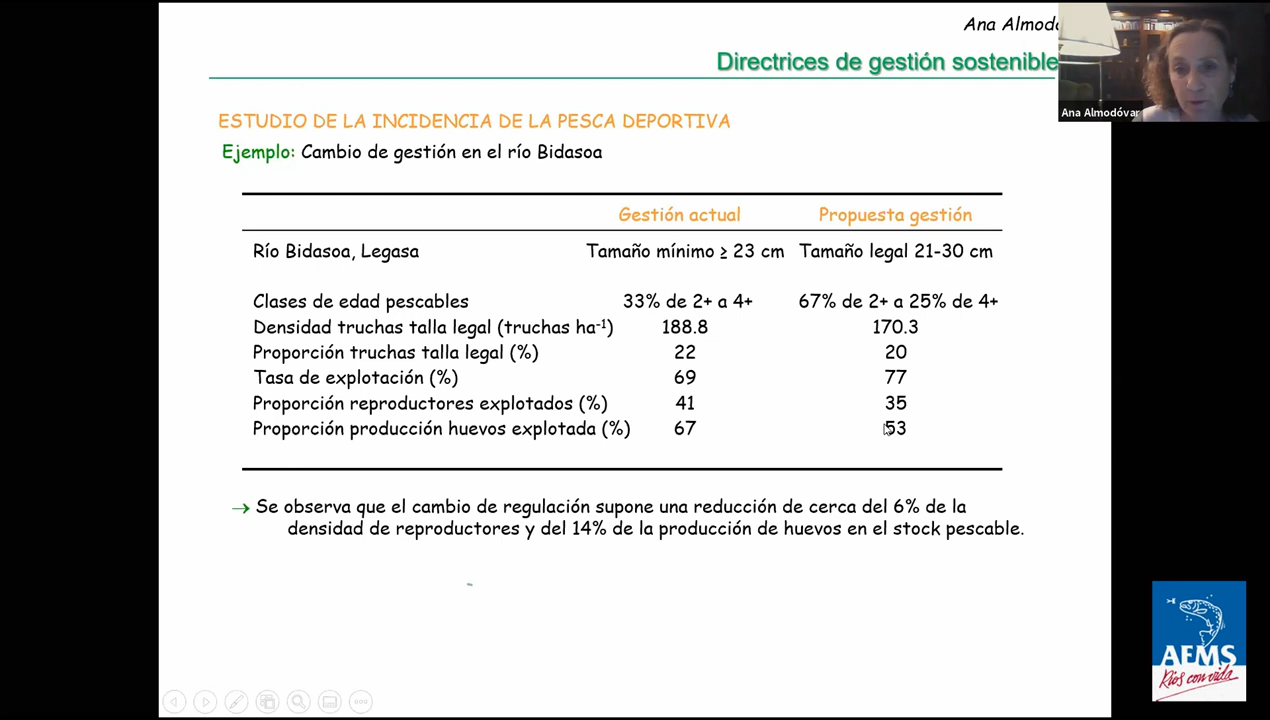 Ana Almodó
Directrices de gestión sostenible
Ana Almodóvar
ESTUDIO DE LA INCIDENCIA DE LA PESCA DEPORTIVA
Ejemplo: Cambio de gestión en el río Bidasoa
Gestión actual Propuesta gestión
Río Bidasoa, Legasa Tamaño mínimo ≥ 23 cm Tamaño legal 21-30 cm
Clases de edad pescables 33% de 2+ a 4+ 67% de 2+ a 25% de 4+
Densidad truchas talla legal (truchas ha⁻¹) 188.8 170.3
Proporción truchas talla legal (%) 22 20
Tasa de explotación (%) 69 77
Proporción reproductores explotados (%) 41 35
Proporción producción huevos explotada (%) 67 53
→ Se observa que el cambio de regulación supone una reducción de cerca del 6% de la
densidad de reproductores y del 14% de la producción de huevos en el stock pescable.
AEMS
Ríos con vida